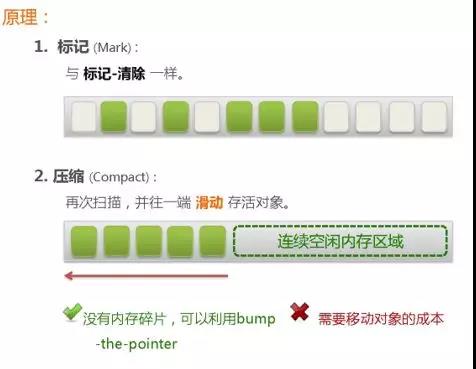 原理：
1. 标记 (Mark) :
与 标记-清除 一样。
2. 压缩 (Compact) :
再次扫描，并往一端 滑动 存活对象。
连续空闲内存区域
没有内存碎片，可以利用bump
-the-pointer
需要移动对象的成本